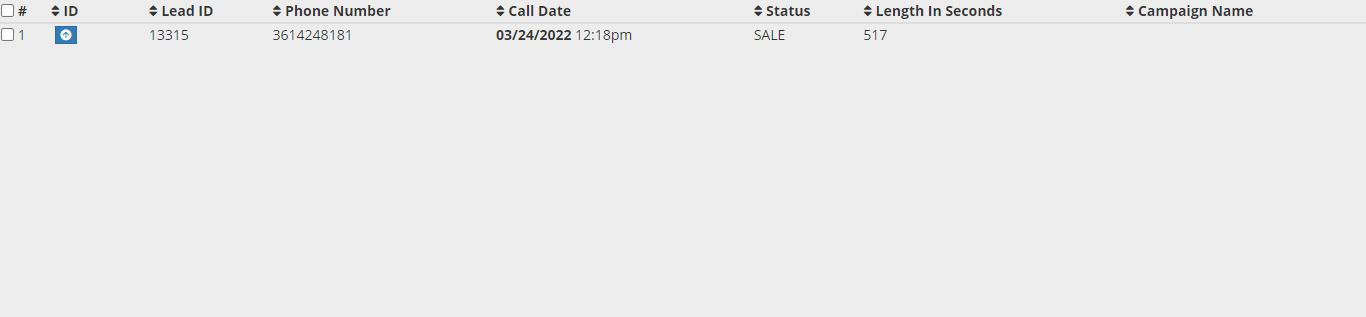 # ID Lead ID Phone Number Call Date Status Length In Seconds Campaign Name
1 13315 3614248181 03/24/2022 12:18pm SALE 517